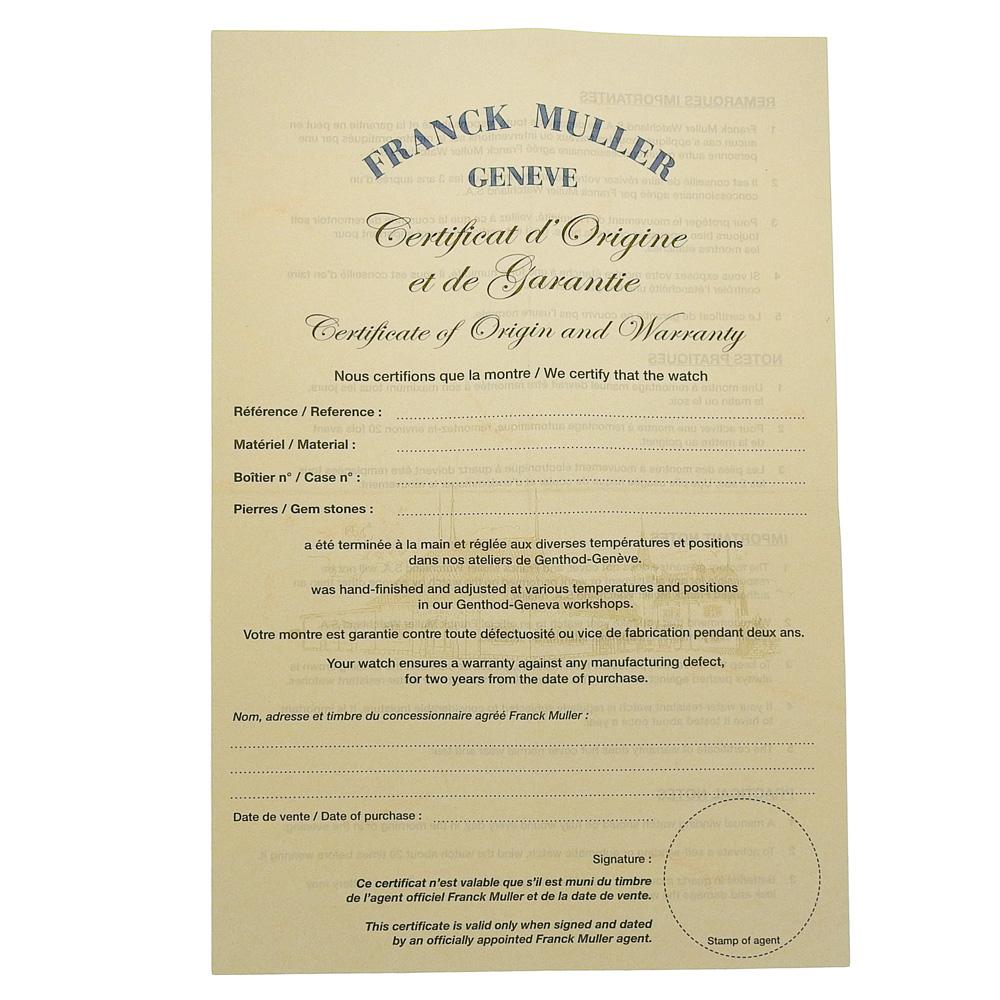 FRANCK MULLER
GENEVE
Certificat d'Origine
et de Garantie
Certificate of Origin and Warranty
Nous certifions que la montre / We certify that the watch
Référence / Reference :
Matériel / Material :
Boîtier n° / Case n° :
Pierres / Gem stones :
a été terminée à la main et réglée aux diverses températures et positions
dans nos ateliers de Genthod-Genève.
was hand-finished and adjusted at various temperatures and positions
in our Genthod-Geneva workshops.
Votre montre est garantie contre toute défectuosité ou vice de fabrication pendant deux ans.
Your watch ensures a warranty against any manufacturing defect,
for two years from the date of purchase.
Nom, adresse et timbre du concessionnaire agréé Franck Muller :
Date de vente / Date of purchase :
Signature :
Ce certificat n'est valable que s'il est muni du timbre
de l'agent officiel Franck Muller et de la date de vente.
This certificate is valid only when signed and dated
by an officially appointed Franck Muller agent.
Stamp of agent